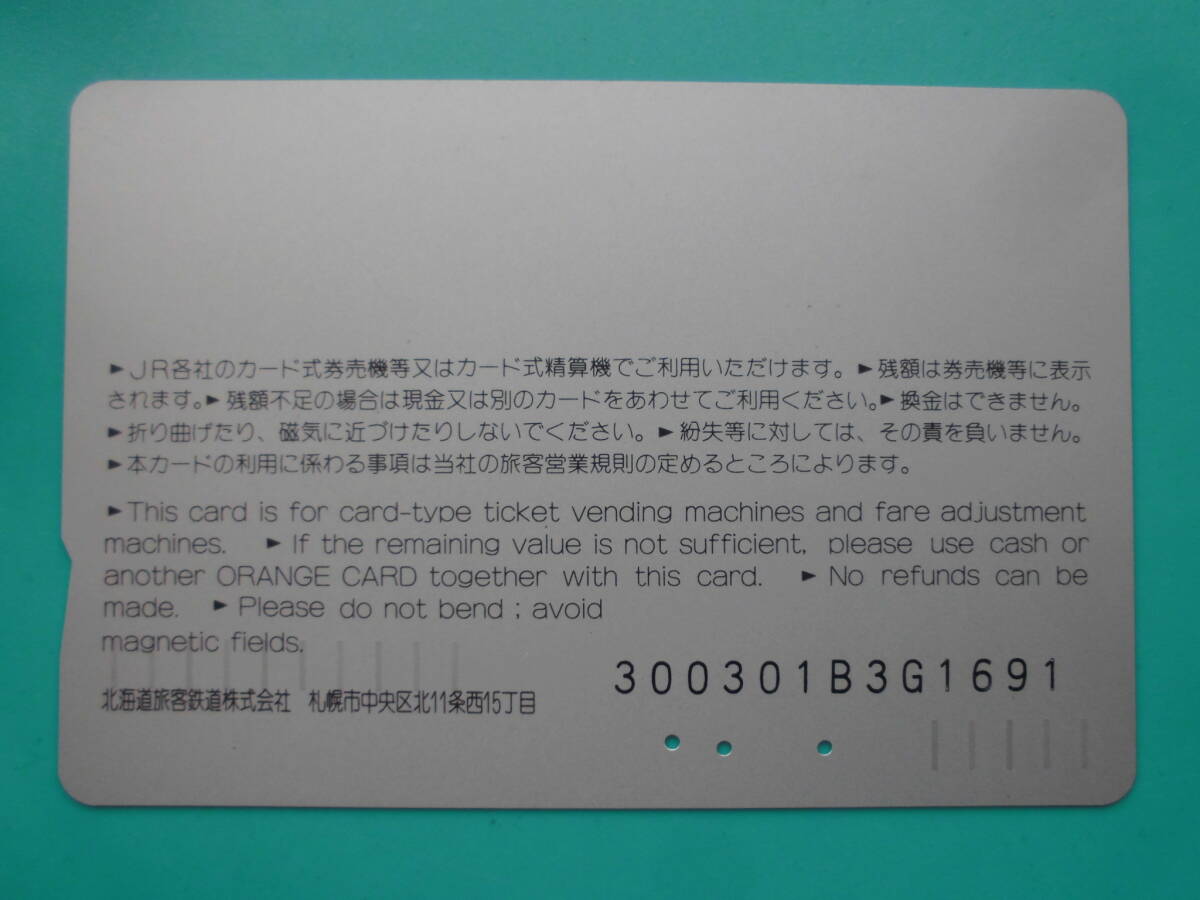 ►JR各社のカード式券売機等又はカード式精算機でご利用いただけます。►残額は券売機等に表示
されます。►残額不足の場合は現金又は別のカードをあわせてご利用ください。►換金はできません。
►折り曲げたり、磁気に近づけたりしないでください。►紛失等に対しては、その責を負いません。
►本カードの利用に係わる事項は当社の旅客営業規則の定めるところによります。
►This card is for card-type ticket vending machines and fare adjustment
machines. ►If the remaining value is not sufficient, please use cash or
another ORANGE CARD together with this card. ►No refunds can be
made. ►Please do not bend ; avoid
magnetic fields.
300301B3G1691
北海道旅客鉄道株式会社 札幌市中央区北11条西15丁目